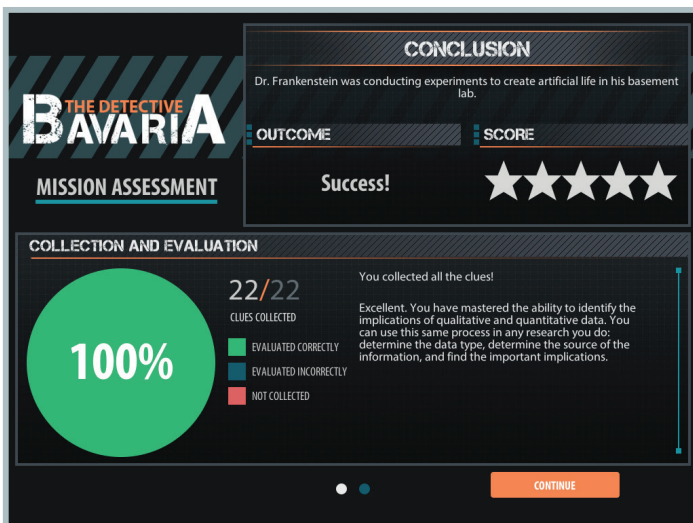 THE DETECTIVE
BAVARIA
MISSION ASSESSMENT
CONCLUSION
Dr. Frankenstein was conducting experiments to create artificial life in his basement
lab.
OUTCOME
Success!
SCORE
COLLECTION AND EVALUATION
100%
22/22
CLUES COLLECTED
EVALUATED CORRECTLY
EVALUATED INCORRECTLY
NOT COLLECTED
You collected all the clues!
Excellent. You have mastered the ability to identify the
implications of qualitative and quantitative data. You
can use this same process in any research you do:
determine the data type, determine the source of the
information, and find the important implications.
CONTINUE